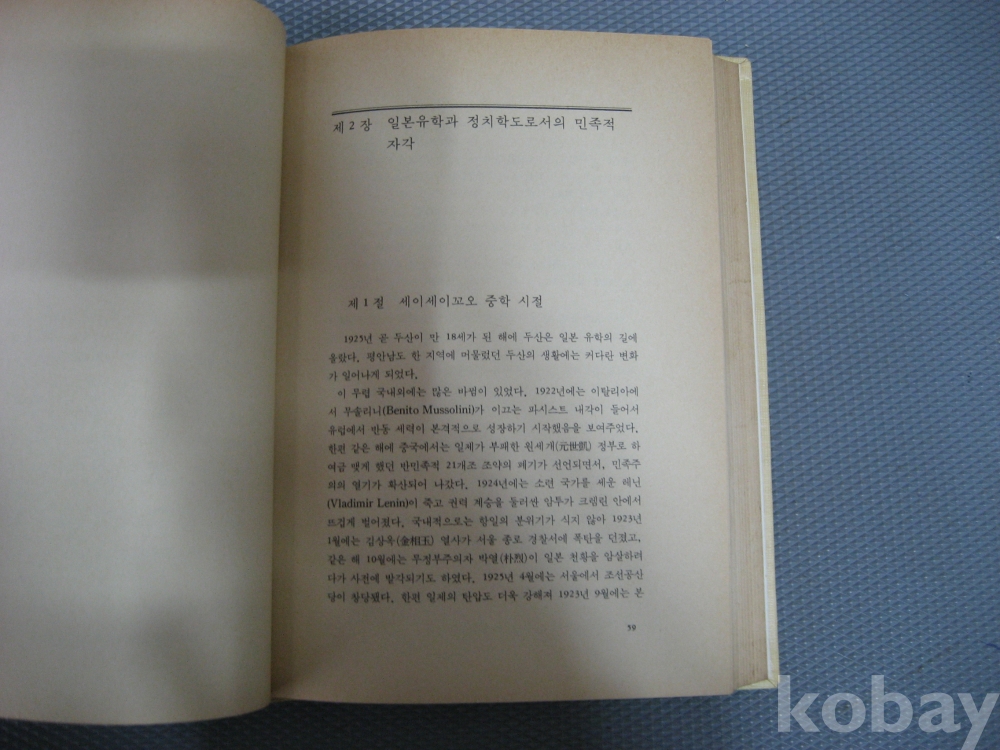 제 2 장 일본유학과 정치학도로서의 민족적
자각
제 1 절 세이세이꼬오 중학 시절
1925년 곧 두산이 만 18세가 된 해에 두산은 일본 유학의 길에
올랐다. 평안남도 한 지역에 머물렀던 두산의 생활에는 커다란 변화
가 일어나게 되었다.
이 무렵 국내외에는 많은 바뀜이 있었다. 1922년에는 이탈리아에
서 무솔리니(Benito Mussolini)가 이끄는 파시스트 내각이 들어서
유럽에서 반동 세력이 본격적으로 성장하기 시작했음을 보여주었다.
한편 같은 해에 중국에서는 일제가 부패한 원세개(元世凱) 정부로 하
여금 맺게 했던 반민족적 21개조 조약의 폐기가 선언되면서, 민족주
의의 열기가 확산되어 나갔다. 1924년에는 소련 국가를 세운 레닌
(Vladimir Lenin)이 죽고 권력 계승을 둘러싼 암투가 크렘린 안에서
뜨겁게 벌어졌다. 국내적으로는 항일의 분위기가 식지 않아 1923년
1월에는 김상옥(金相玉) 열사가 서울 종로 경찰서에 폭탄을 던졌고,
같은 해 10월에는 무정부주의자 박열(朴烈)이 일본 천황을 암살하려
다가 사전에 발각되기도 하였다. 1925년 4월에는 서울에서 조선공산
당이 창당됐다. 한편 일제의 탄압도 더욱 강해져 1923년 9월에는 본
59
kobay